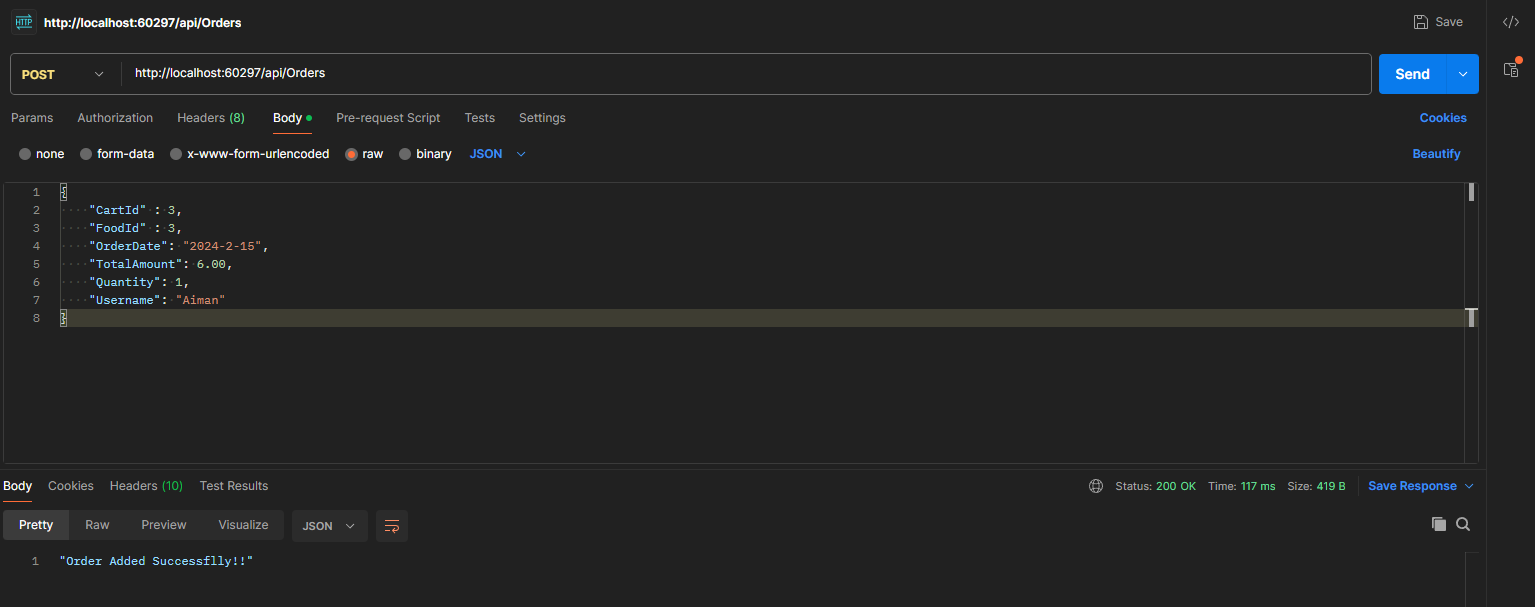 HTTP http://localhost:60297/api/Orders Save
POST http://localhost:60297/api/Orders Send
Params Authorization Headers (8) Body Pre-request Script Tests Settings Cookies
none form-data x-www-form-urlencoded raw binary JSON Beautify
1 {
2 "CartId" : 3,
3 "FoodId" : 3,
4 "OrderDate": "2024-2-15",
5 "TotalAmount": 6.00,
6 "Quantity": 1,
7 "Username": "Aiman"
8 }
Body Cookies Headers (10) Test Results Status: 200 OK Time: 117 ms Size: 419 B Save Response
Pretty Raw Preview Visualize JSON
1 "Order Added Successflly!!"